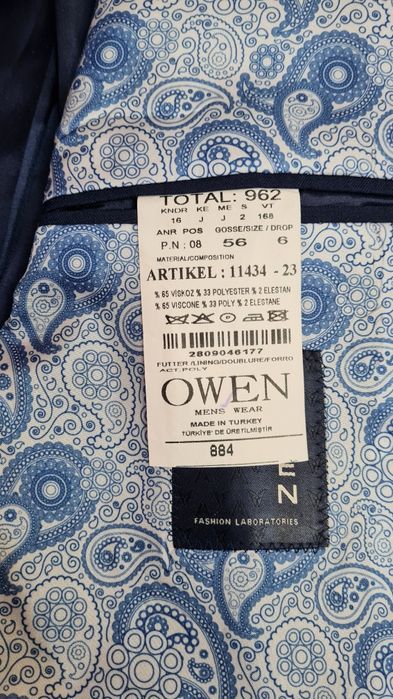 TOTAL: 962
KNDR KE ME S VT
16 J J 2 168
ANR POS GOSSE/SIZE / DROP
P.N : 08 56 6
MATERIAL/COMPOSITION
ARTIKEL : 11434 - 23
% 65 VİSKOZ % 33 POLYESTER % 2 ELESTAN
% 65 VISCONE % 33 POLY % 2 ELESTANE
2809046177
FUTTER /LINING/DOUBLURE/FORRO
ACT.POLY
OWEN
MENS WEAR
MADE IN TURKEY
TÜRKİYE' DE ÜRETİLMİŞTİR
884
EN
FASHION LABORATORIES